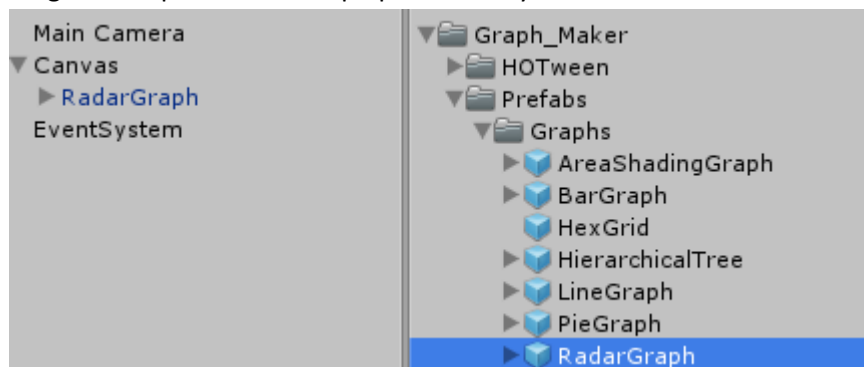 Main Camera
Canvas
RadarGraph
EventSystem
Graph_Maker
HOTween
Prefabs
Graphs
AreaShadingGraph
BarGraph
HexGrid
HierarchicalTree
LineGraph
PieGraph
RadarGraph